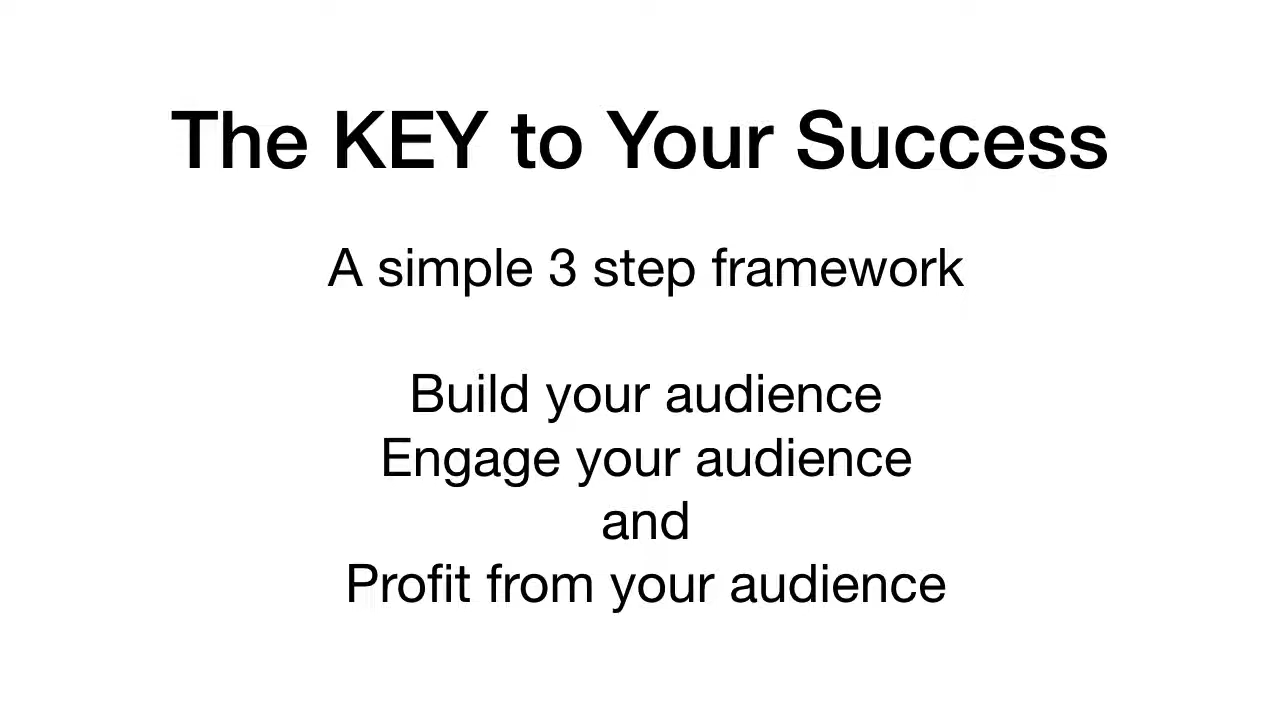 The KEY to Your Success
A simple 3 step framework
Build your audience
Engage your audience
and
Profit from your audience